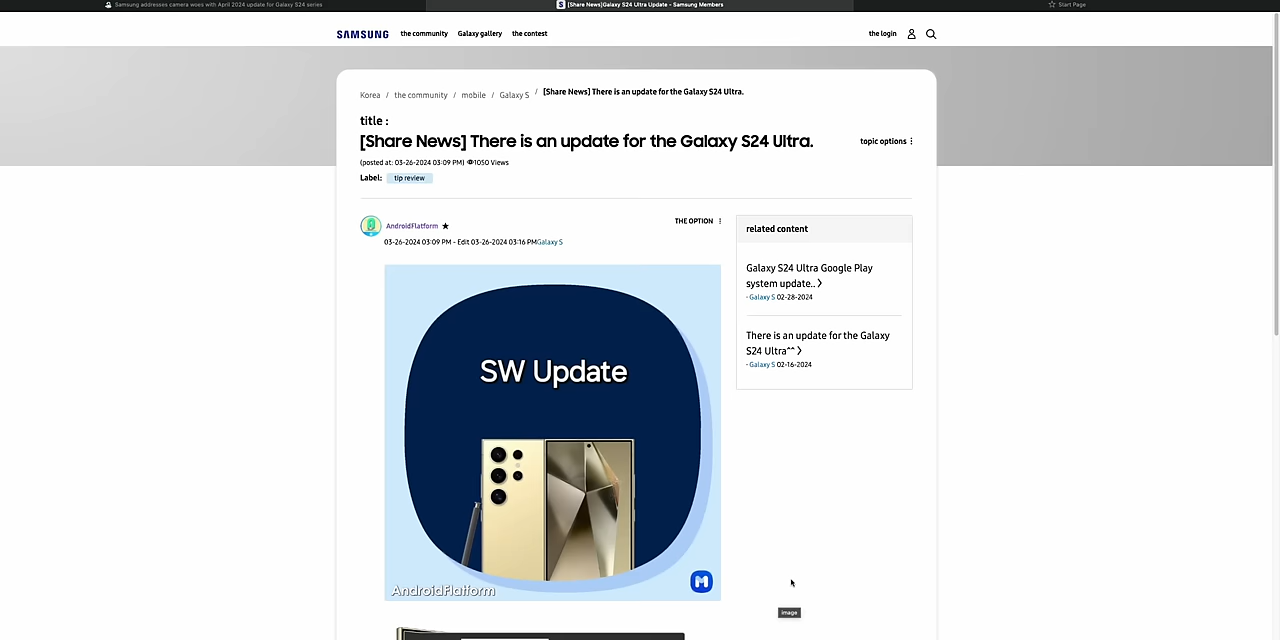 Samsung addresses camera woes with April 2024 update for Galaxy S24 series
S [Share News]Galaxy S24 Ultra Update - Samsung Members
Start Page
SAMSUNG the community Galaxy gallery the contest the login
Korea / the community / mobile / Galaxy S / [Share News] There is an update for the Galaxy S24 Ultra.
title :
[Share News] There is an update for the Galaxy S24 Ultra.
topic options
(posted at: 03-26-2024 03:09 PM) 1050 Views
Label: tip review
AndroidFlatform ★
THE OPTION
03-26-2024 03:09 PM - Edit 03-26-2024 03:16 PMGalaxy S
SW Update
AndroidFlatform
related content
Galaxy S24 Ultra Google Play
system update..
- Galaxy S 02-28-2024
There is an update for the Galaxy
S24 Ultra^^
- Galaxy S 02-16-2024
image